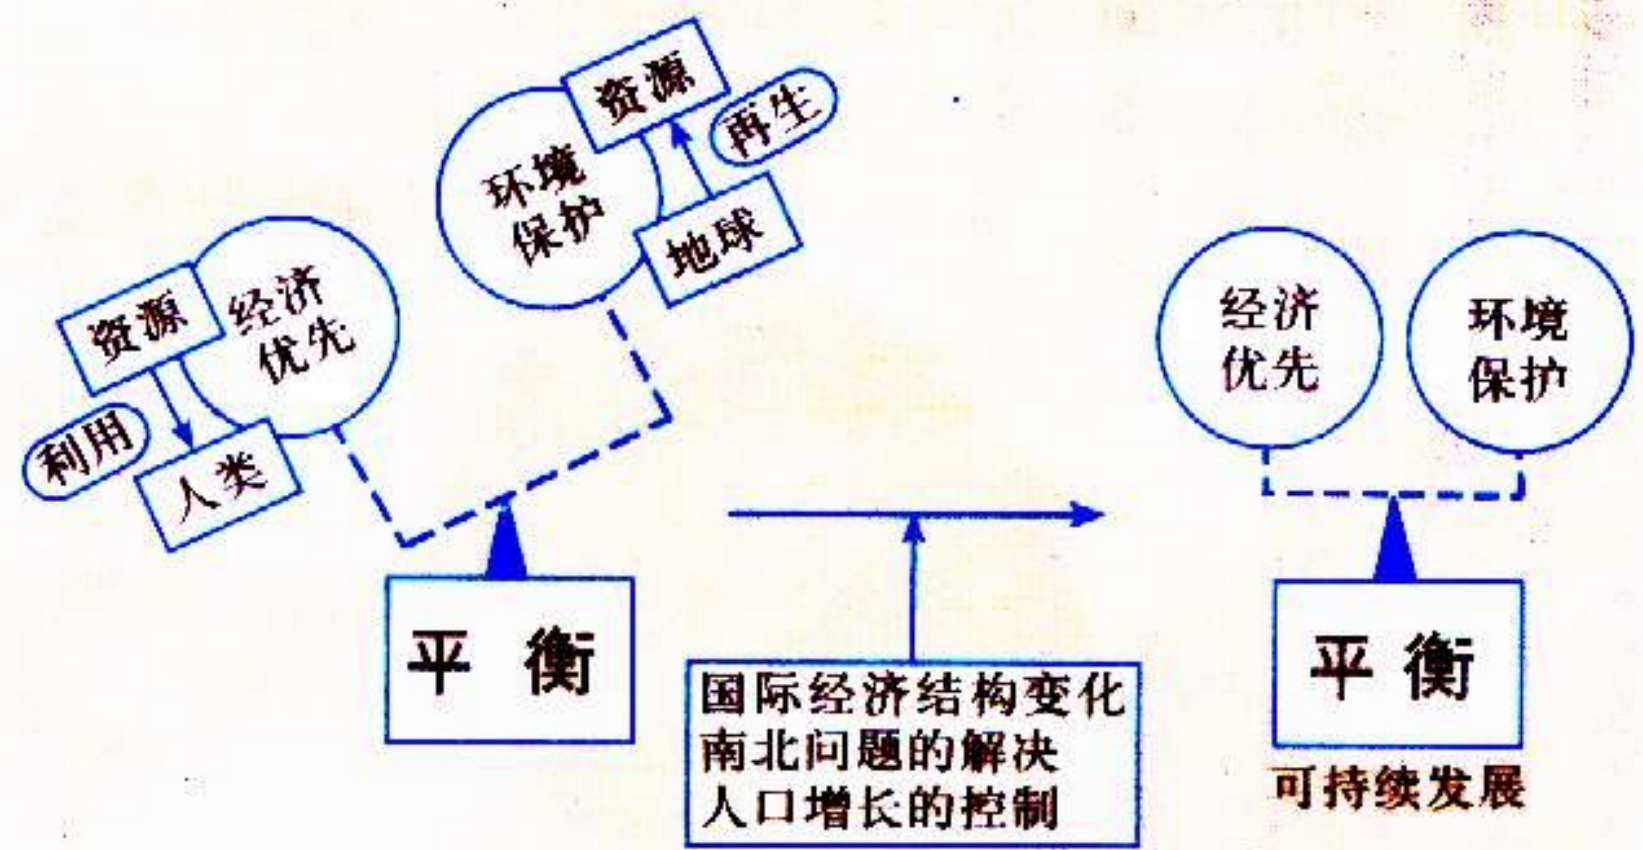 资源
再生
环境
保护
地球
资源
经济
优先
利用
人类
平衡
国际经济结构变化
南北问题的解决
人口增长的控制
经济
优先
环境
保护
平衡
可持续发展